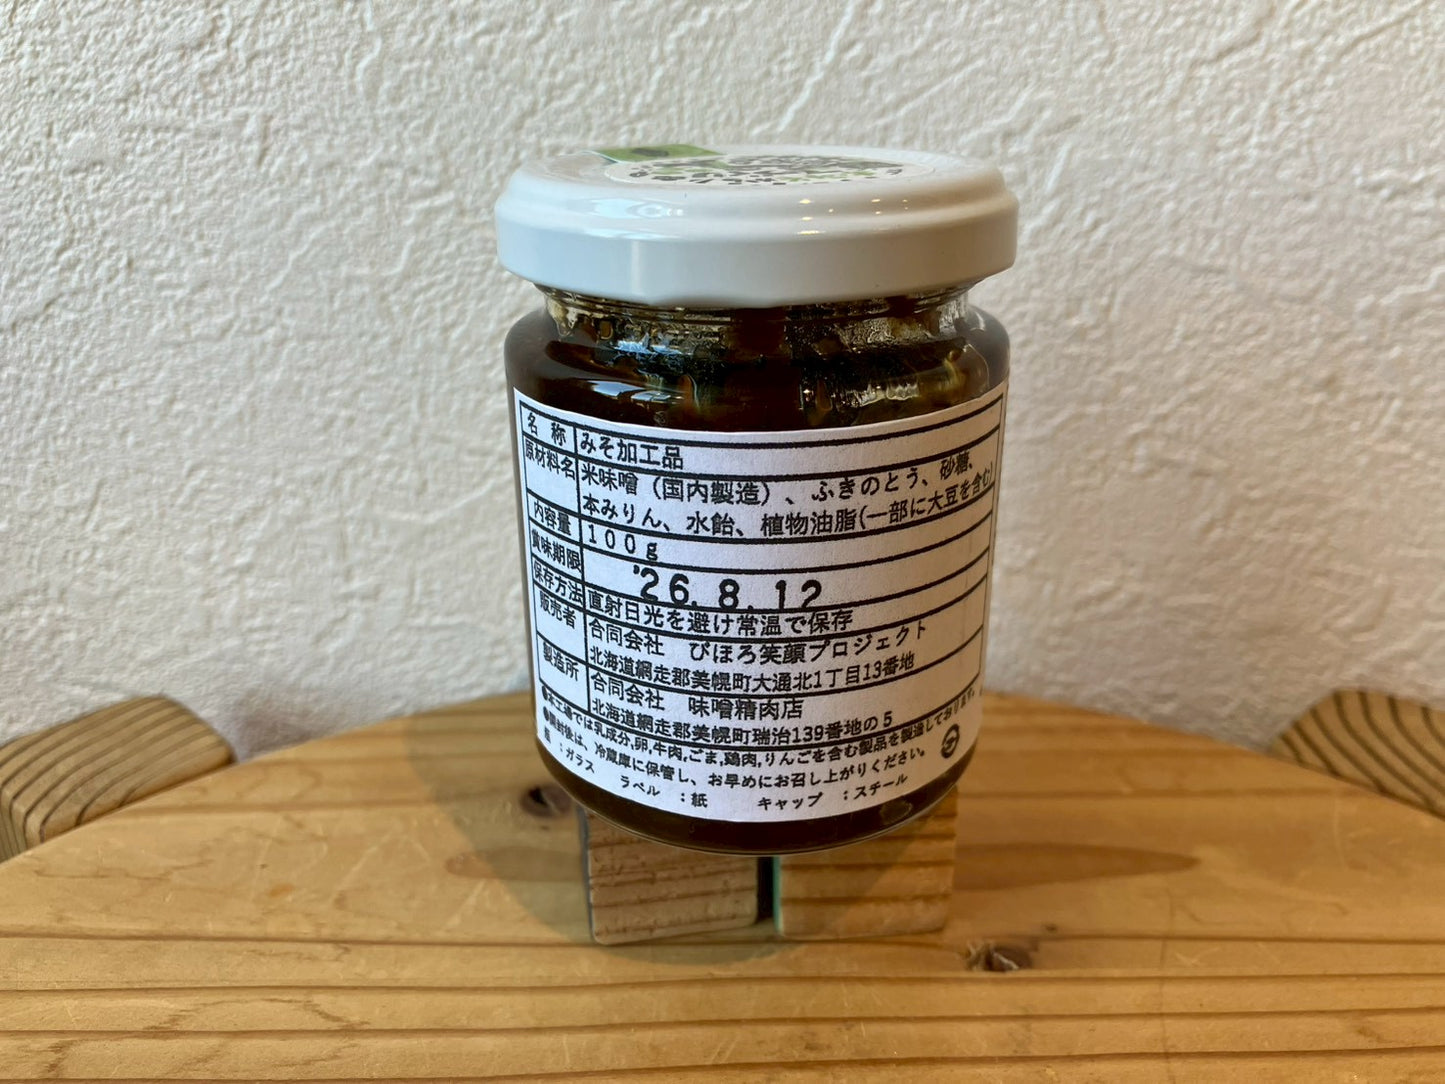 名 称 みそ加工品
原材料名 米味噌（国内製造）、ふきのとう、砂糖、
本みりん、水飴、植物油脂(一部に大豆を含む)
内容量 100g
賞味期限 '26.8.12
保存方法 直射日光を避け常温で保存
販売者 合同会社 びほろ笑顔プロジェクト
北海道網走郡美幌町大通北1丁目13番地
製造所 合同会社 味噌精肉店
北海道網走郡美幌町瑞治139番地の5
●本工場では乳成分,卵,牛肉,ごま,鶏肉,りんごを含む製品を製造しております。
●開封後は、冷蔵庫に保管し、お早めにお召し上がりください。
瓶 :ガラス ラベル :紙 キャップ :スチール